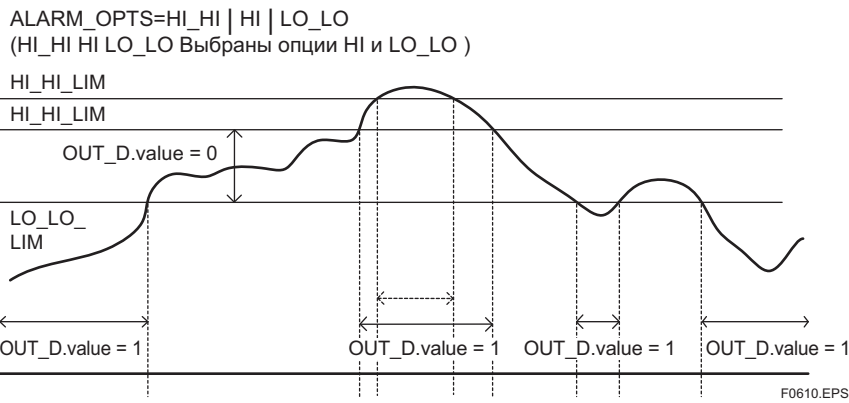 ALARM_OPTS=HI_HI | HI | LO_LO
(HI_HI HI LO_LO Выбраны опции HI и LO_LO )
HI_HI_LIM
HI_HI_LIM
OUT_D.value = 0
LO_LO_
LIM
OUT_D.value = 1
OUT_D.value = 1
OUT_D.value = 1
OUT_D.value = 1
F0610.EPS